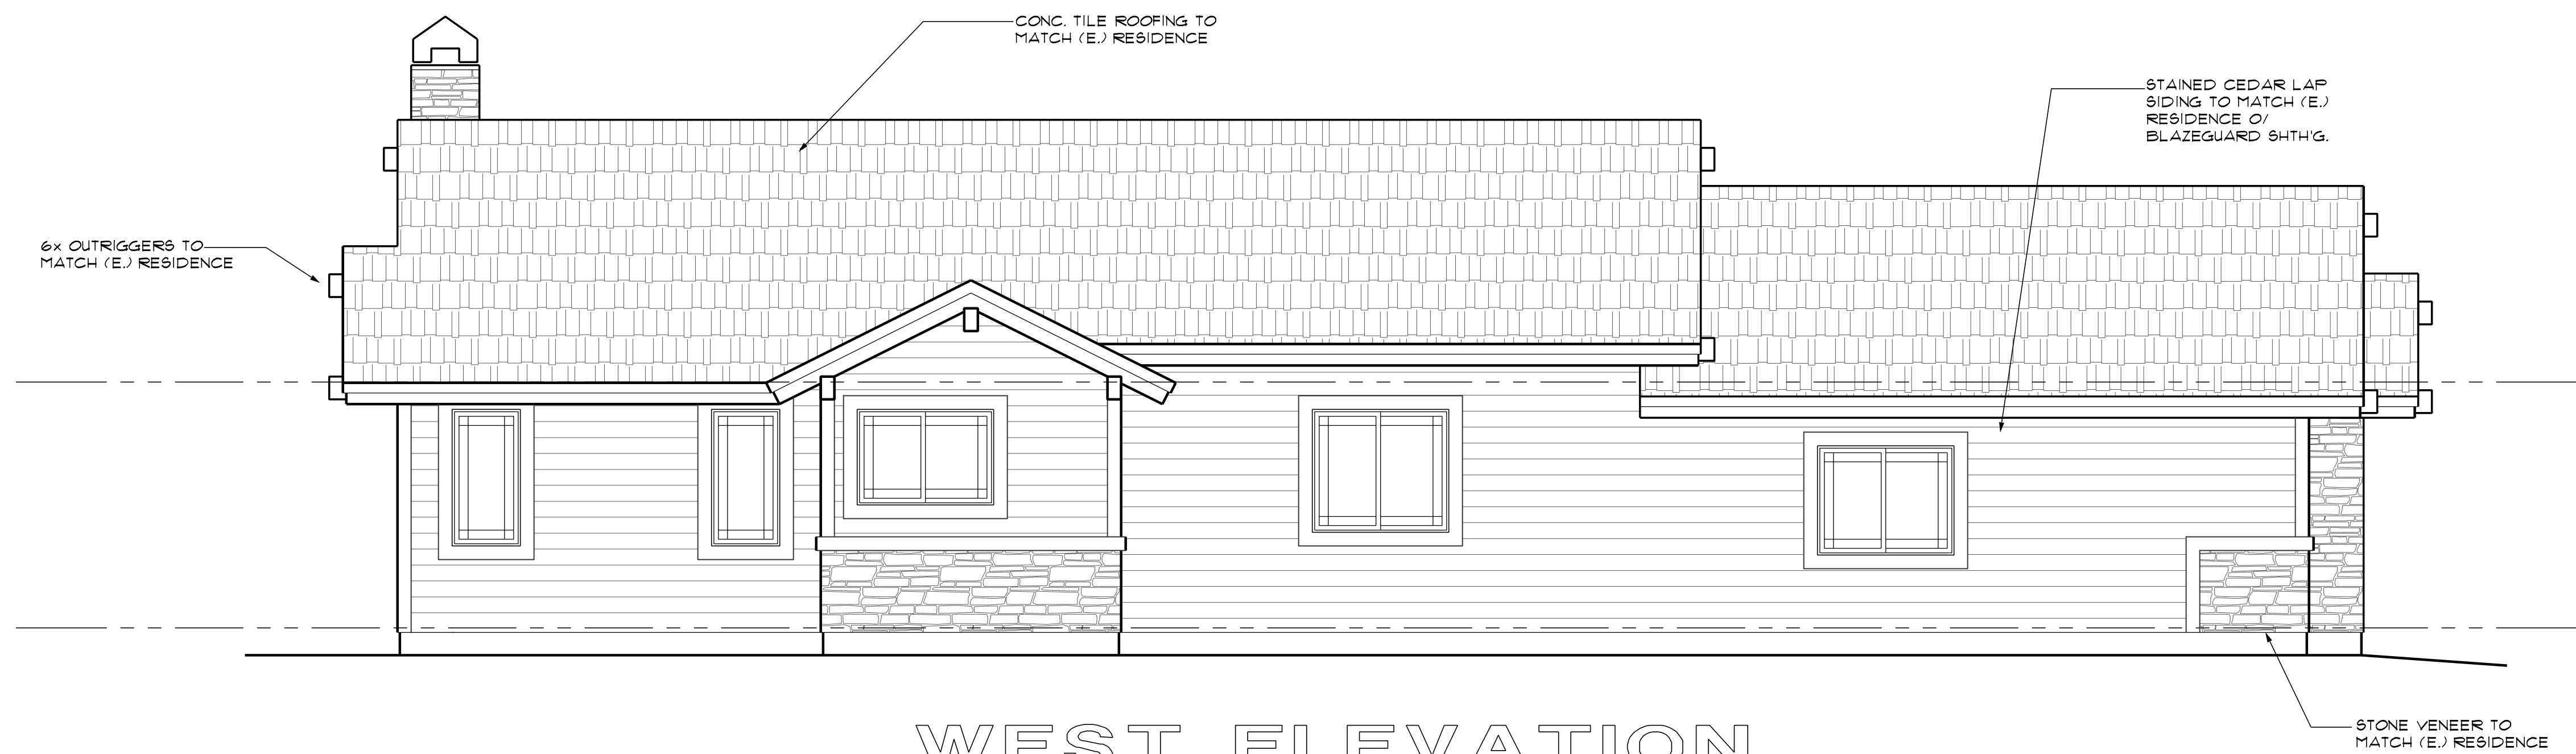 CONC. TILE ROOFING TO
MATCH (E.) RESIDENCE
STAINED CEDAR LAP
SIDING TO MATCH (E.)
RESIDENCE O/
BLAZEGUARD SHTH'G.
6x OUTRIGGERS TO
MATCH (E.) RESIDENCE
STONE VENEER TO
MATCH (E.) RESIDENCE
WEST ELEVATION